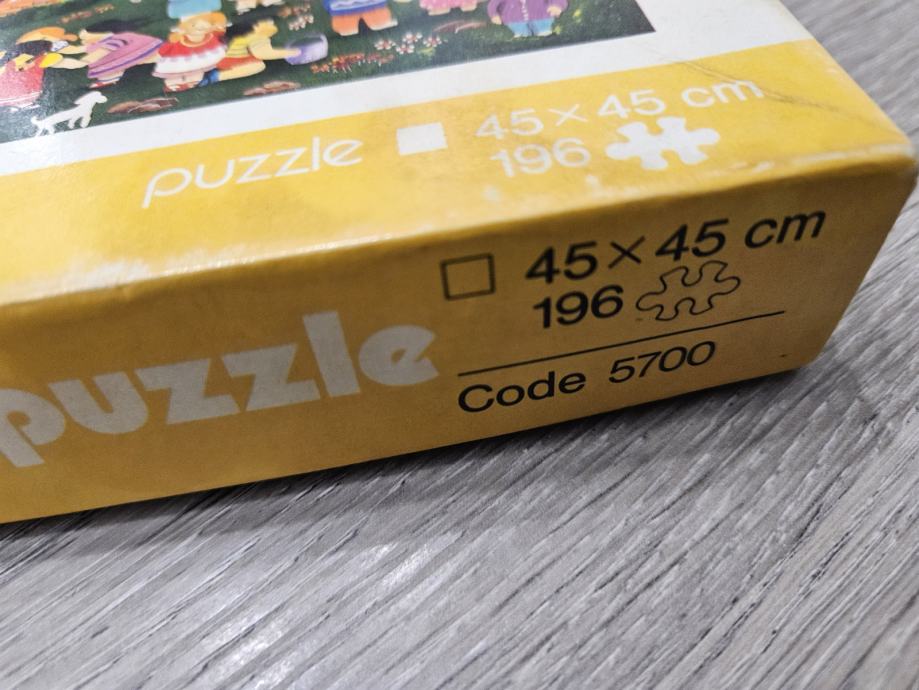 puzzle 45 × 45 cm
196
puzzle
45 × 45 cm
196
Code 5700